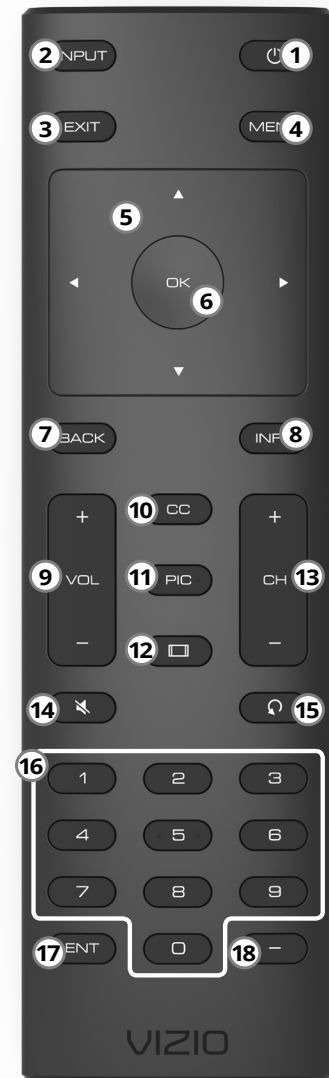 2 NPUT 1
3 EXIT MEN 4
5
OK
6
7 BACK INF 8
10 CC
+ +
9 VOL 11 PIC CH 13
12
- -
14 15
16
1 2 3
4 5 6
7 8 9
17 ENT 0 18 -
VIZIO